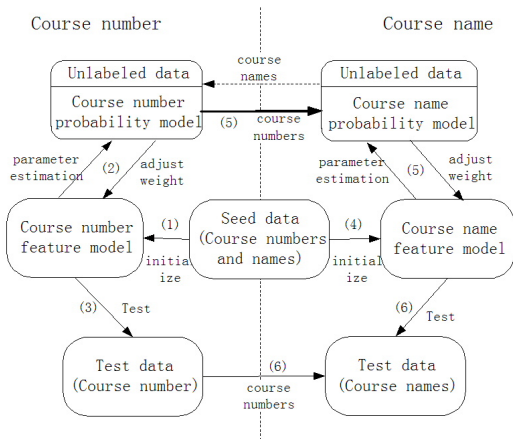 Course number
Course name
course
names
Unlabeled data
Course number
probability model
Unlabeled data
Course name
probability model
(5)
course
numbers
parameter
estimation
(2)
adjust
weight
parameter
estimation
(5)
adjust
weight
Course number
feature model
(1)
initial
ize
Seed data
(Course numbers
and names)
(4)
initial
ize
Course name
feature model
(3)
Test
(6)
Test
Test data
(Course number)
(6)
course
numbers
Test data
(Course names)